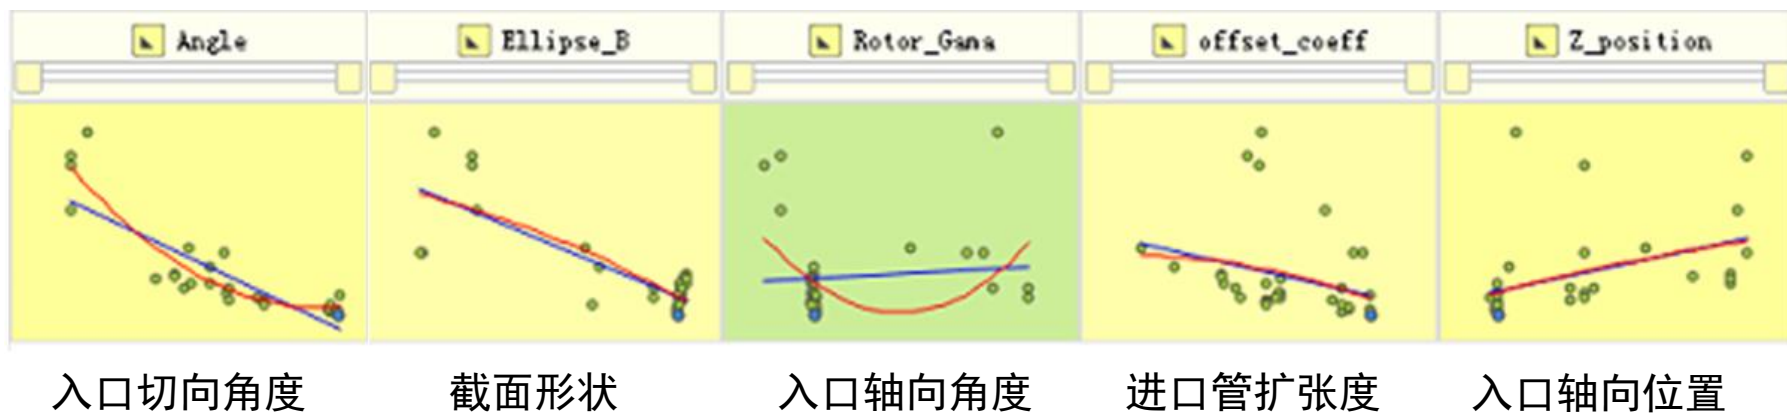 Angle
Ellipse_B
Rotor_Gama
offset_coeff
Z_position
入口切向角度
截面形状
入口轴向角度
进口管扩张度
入口轴向位置